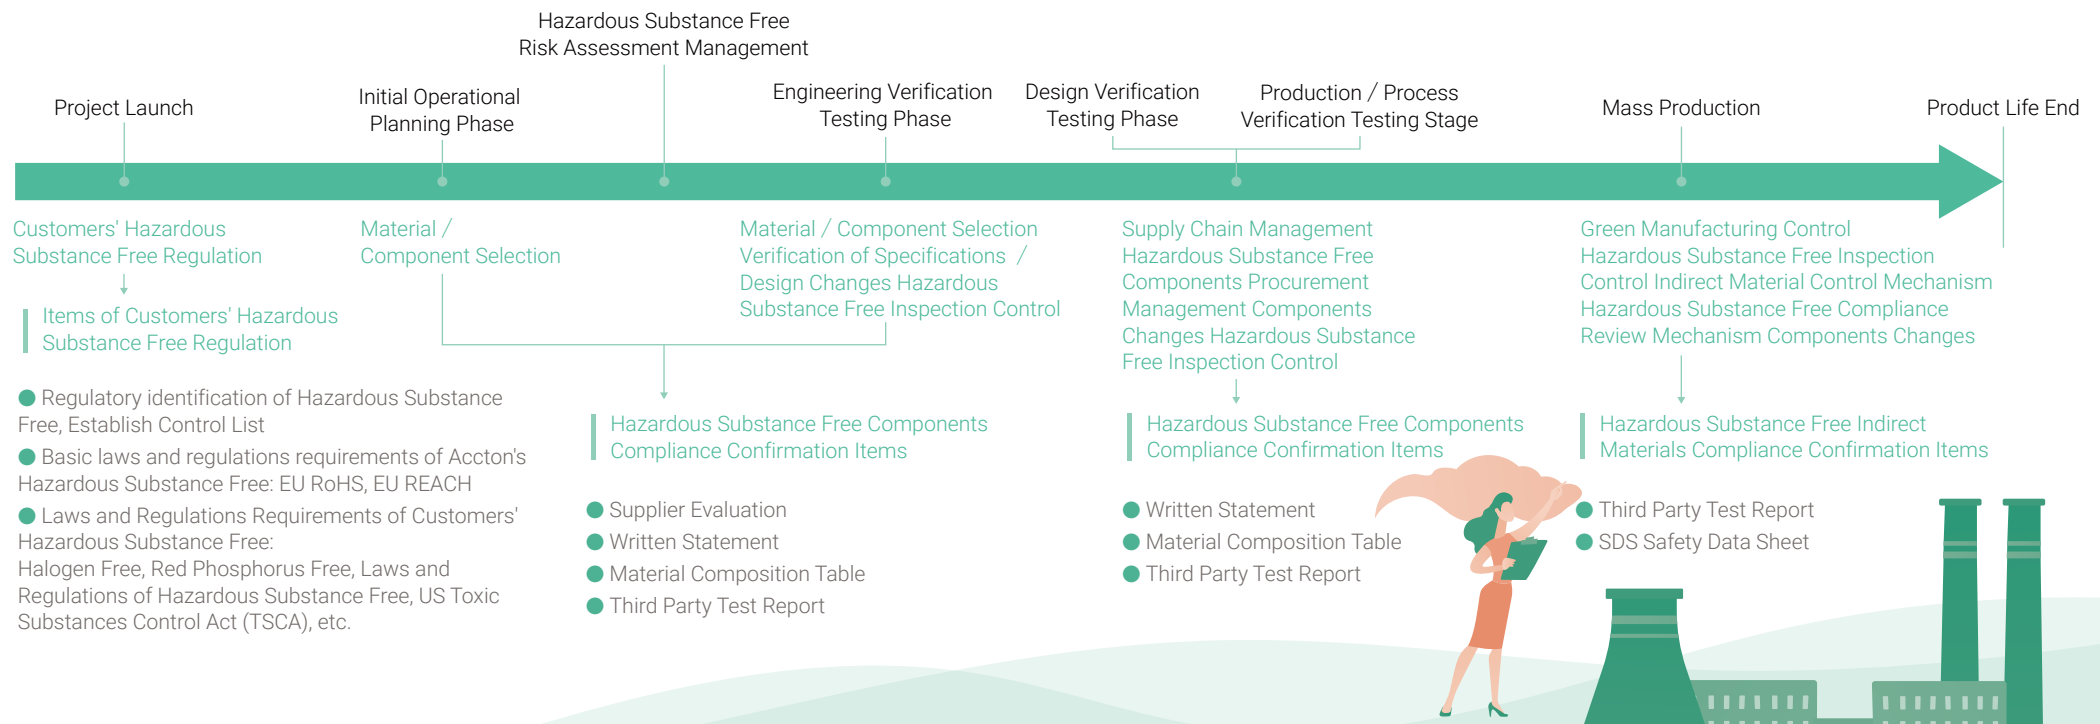 Hazardous Substance Free
Risk Assessment Management
Project Launch
Initial Operational
Planning Phase
Engineering Verification
Testing Phase
Design Verification
Testing Phase
Production / Process
Verification Testing Stage
Mass Production
Product Life End
Customers' Hazardous
Substance Free Regulation
Items of Customers' Hazardous
Substance Free Regulation
● Regulatory identification of Hazardous Substance
Free, Establish Control List
● Basic laws and regulations requirements of Accton's
Hazardous Substance Free: EU RoHS, EU REACH
● Laws and Regulations Requirements of Customers'
Hazardous Substance Free:
Halogen Free, Red Phosphorus Free, Laws and
Regulations of Hazardous Substance Free, US Toxic
Substances Control Act (TSCA), etc.
Material /
Component Selection
Material / Component Selection
Verification of Specifications /
Design Changes Hazardous
Substance Free Inspection Control
Hazardous Substance Free Components
Compliance Confirmation Items
● Supplier Evaluation
● Written Statement
● Material Composition Table
● Third Party Test Report
Supply Chain Management
Hazardous Substance Free
Components Procurement
Management Components
Changes Hazardous Substance
Free Inspection Control
Hazardous Substance Free Components
Compliance Confirmation Items
● Written Statement
● Material Composition Table
● Third Party Test Report
Green Manufacturing Control
Hazardous Substance Free Inspection
Control Indirect Material Control Mechanism
Hazardous Substance Free Compliance
Review Mechanism Components Changes
Hazardous Substance Free Indirect
Materials Compliance Confirmation Items
● Third Party Test Report
● SDS Safety Data Sheet